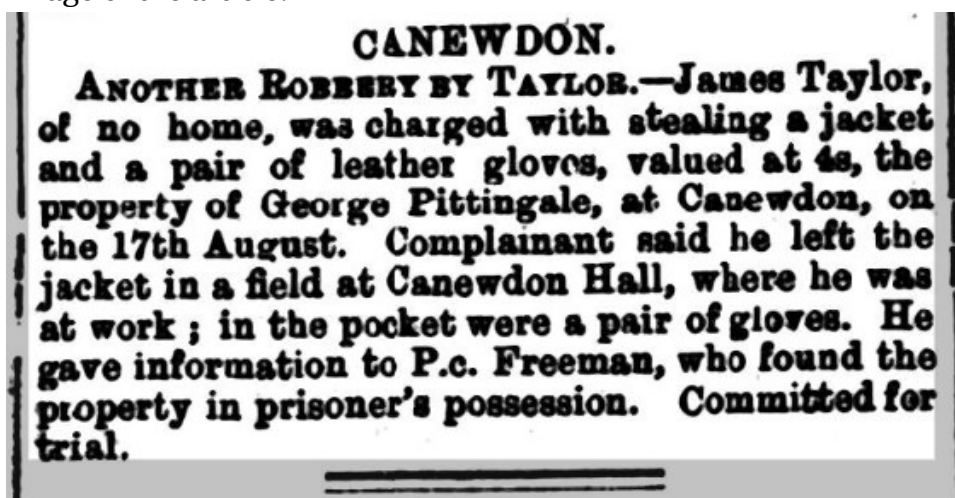 CANEWDON.
ANOTHER ROBBERY BY TAYLOR.—James Taylor,
of no home, was charged with stealing a jacket
and a pair of leather gloves, valued at 4s, the
property of George Pittingale, at Canewdon, on
the 17th August. Complainant said he left the
jacket in a field at Canewdon Hall, where he was
at work ; in the pocket were a pair of gloves. He
gave information to P.c. Freeman, who found the
property in prisoner's possession. Committed for
trial.